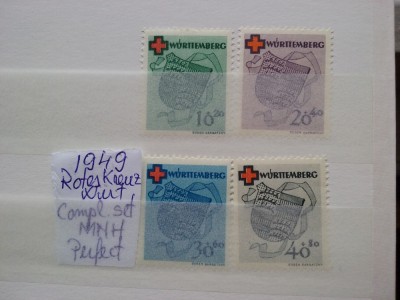 WÜRTTEMBERG
10+20
WÜRTTEMBERG
20+40
1949
Rotes Kreuz
Württ,
Compl. set
MNH
Perfect
WÜRTTEMBERG
30+60
WÜRTTEMBERG
40+80